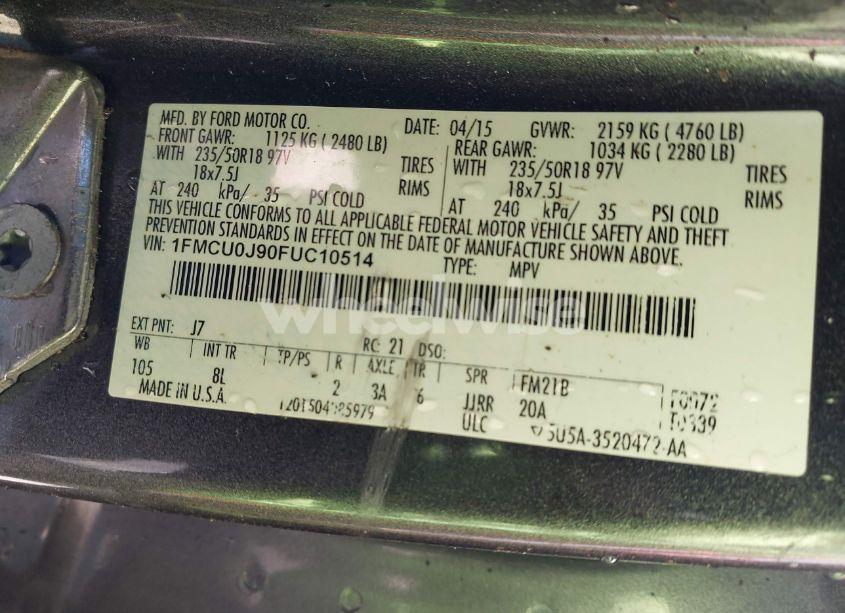 MFD. BY FORD MOTOR CO. DATE: 04/15 GVWR: 2159 KG ( 4760 LB)
FRONT GAWR: 1125 KG ( 2480 LB) REAR GAWR: 1034 KG ( 2280 LB)
WITH 235/50R18 97V TIRES WITH 235/50R18 97V TIRES
18x7.5J RIMS 18x7.5J RIMS
AT 240 kPa/ 35 PSI COLD AT 240 kPa/ 35 PSI COLD
THIS VEHICLE CONFORMS TO ALL APPLICABLE FEDERAL MOTOR VEHICLE SAFETY AND THEFT
PREVENTION STANDARDS IN EFFECT ON THE DATE OF MANUFACTURE SHOWN ABOVE.
VIN: 1FMCU0J90FUC10514 TYPE: MPV
wheelwise
EXT PNT: J7 RC: 21 DSO:
WB INT TR TP/PS R AXLE TR SPR FM21B
105 8L 2 3A 6 JJRR 20A
MADE IN U.S.A. ULC 5U5A-3520472-AA